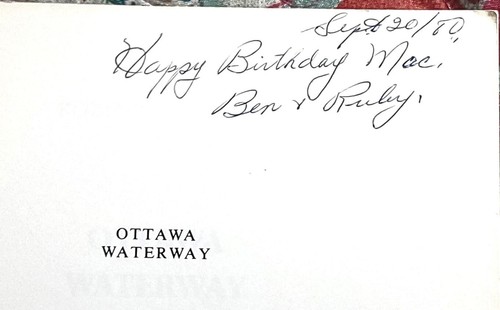 Sept 20/80.
Happy Birthday Mac.
Ben & Ruby.
OTTAWA
WATERWAY